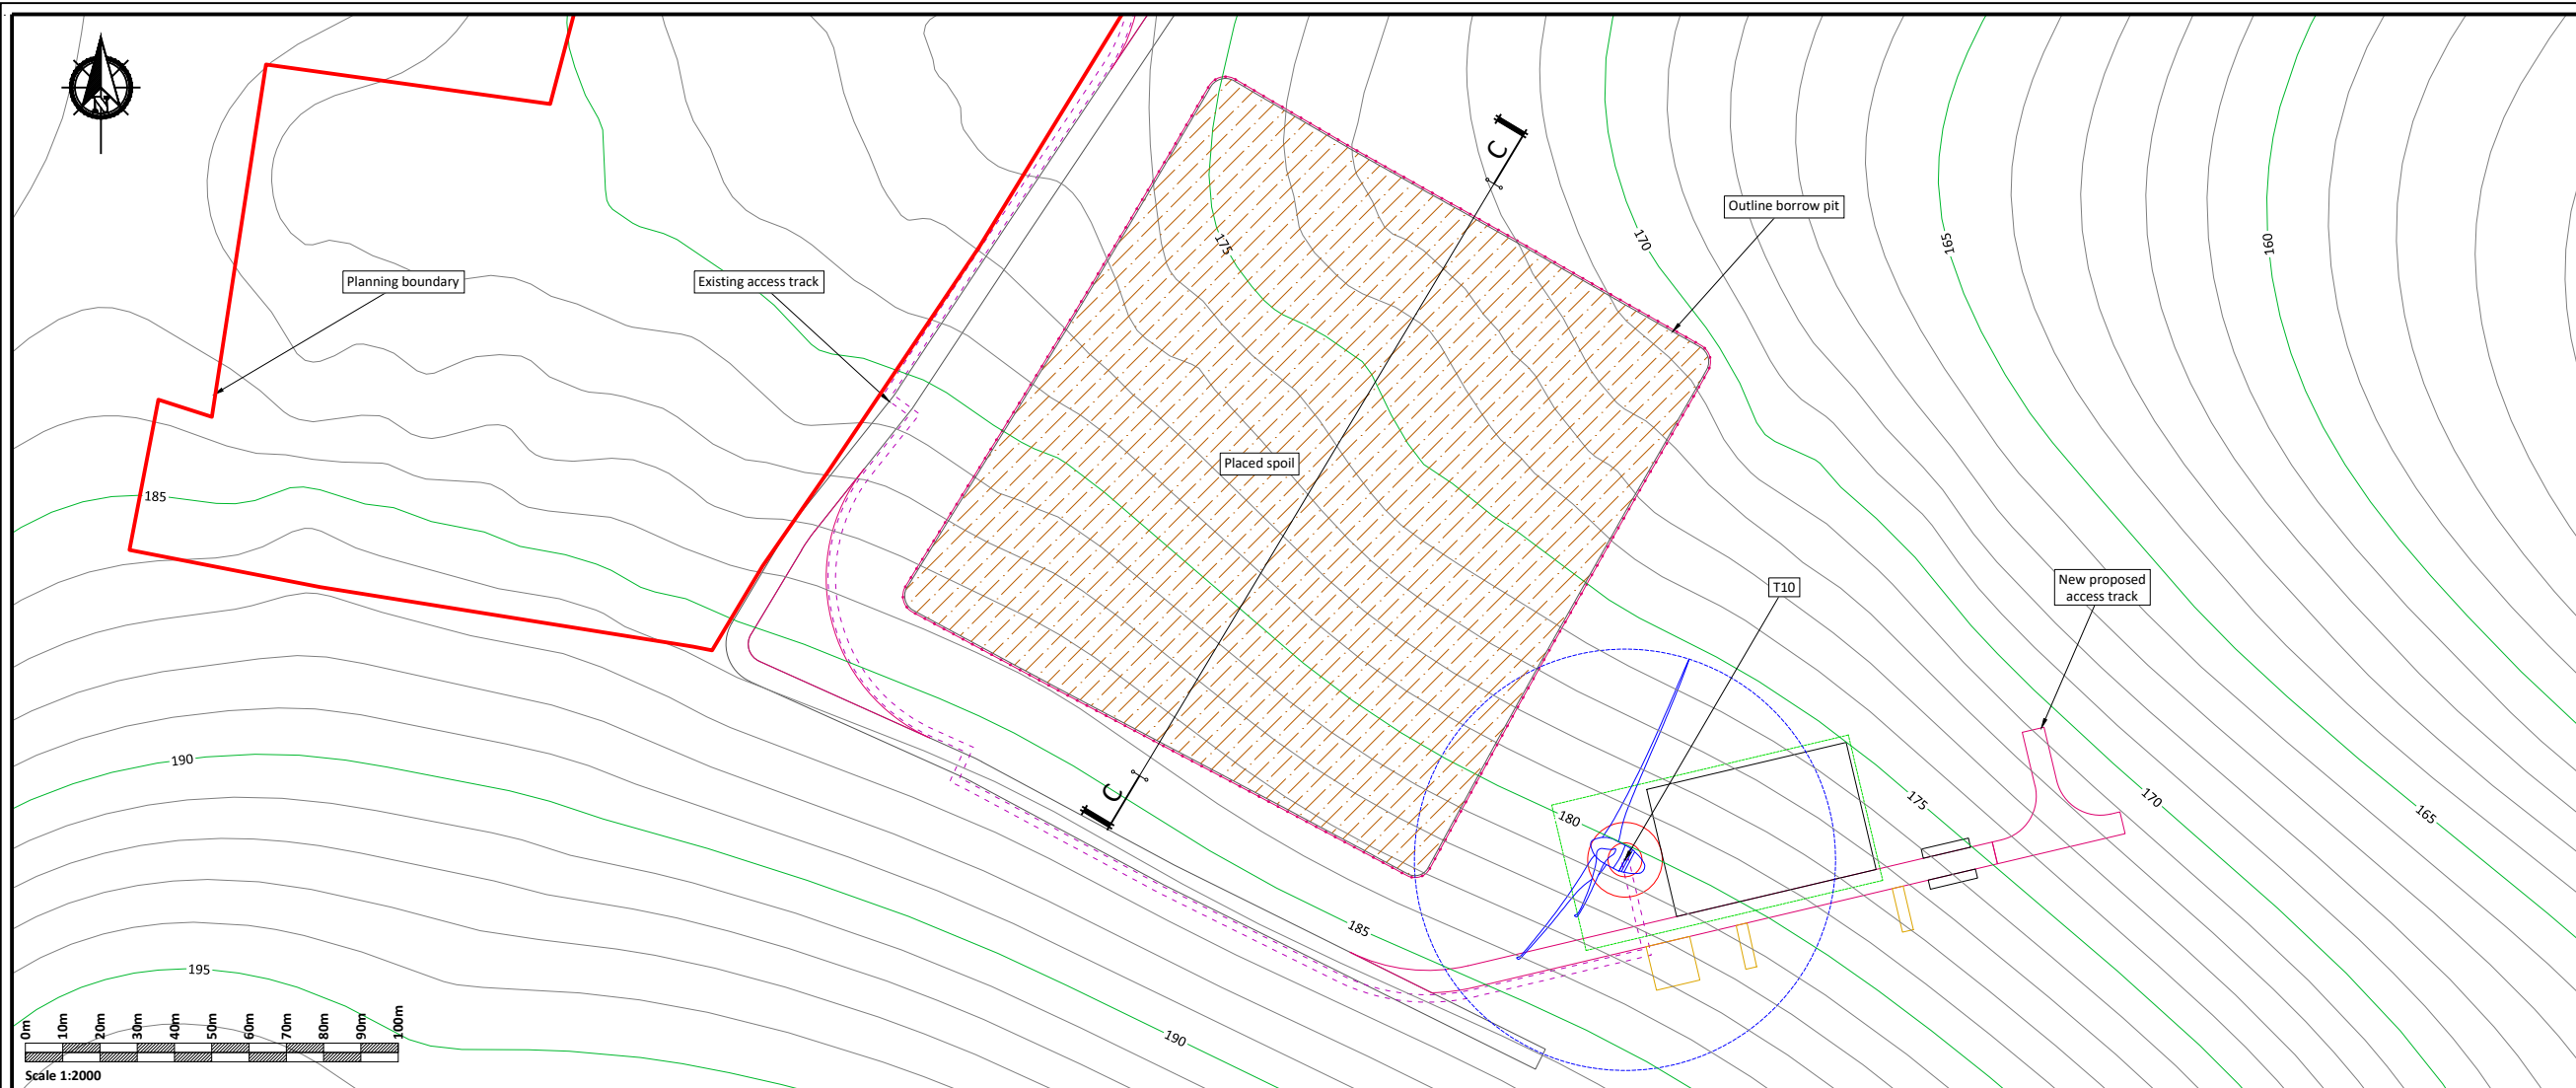 N
C
Outline borrow pit
175
170
165
160
Planning boundary
Existing access track
Placed spoil
185
T10
New proposed
access track
190
C
180
175
170
165
185
195
190
0m
10m
20m
30m
40m
50m
60m
70m
80m
90m
100m
Scale 1:2000